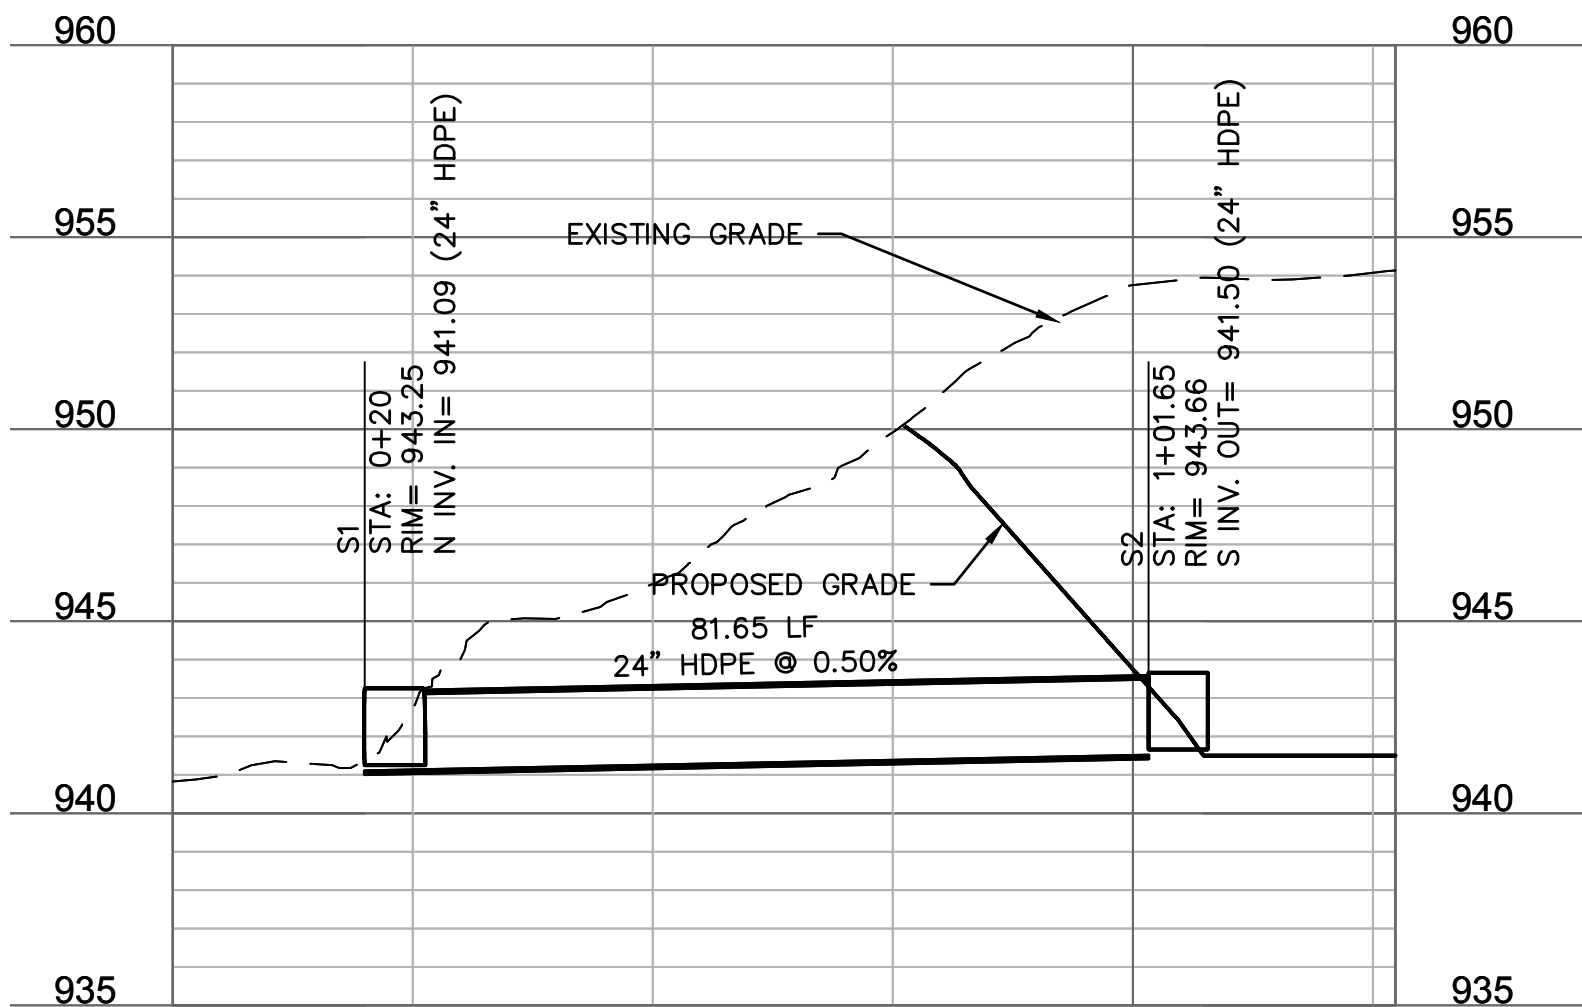 960
960
955
955
950
950
945
945
940
940
935
935
EXISTING GRADE
S1
STA: 0+20
RIM= 943.25
N INV. IN= 941.09 (24" HDPE)
PROPOSED GRADE
81.65 LF
24" HDPE @ 0.50%
S2
STA: 1+01.65
RIM= 943.66
S INV. OUT= 941.50 (24" HDPE)